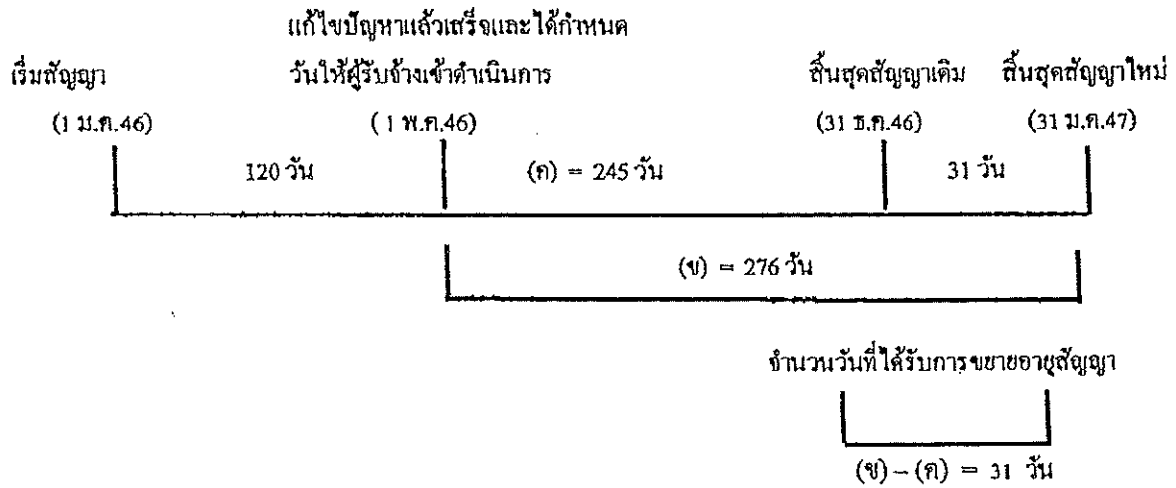 แก้ไขปัญหาแล้วเสร็จและได้กำหนด
เริ่มสัญญา วันให้ผู้รับจ้างเข้าดำเนินการ สิ้นสุดสัญญาเดิม สิ้นสุดสัญญาใหม่
(1 ม.ค.46) ( 1 พ.ค.46) (31 ธ.ค.46) (31 ม.ค.47)
120 วัน (ค) = 245 วัน 31 วัน
(ข) = 276 วัน
จำนวนวันที่ได้รับการขยายอายุสัญญา
(ข) – (ค) = 31 วัน